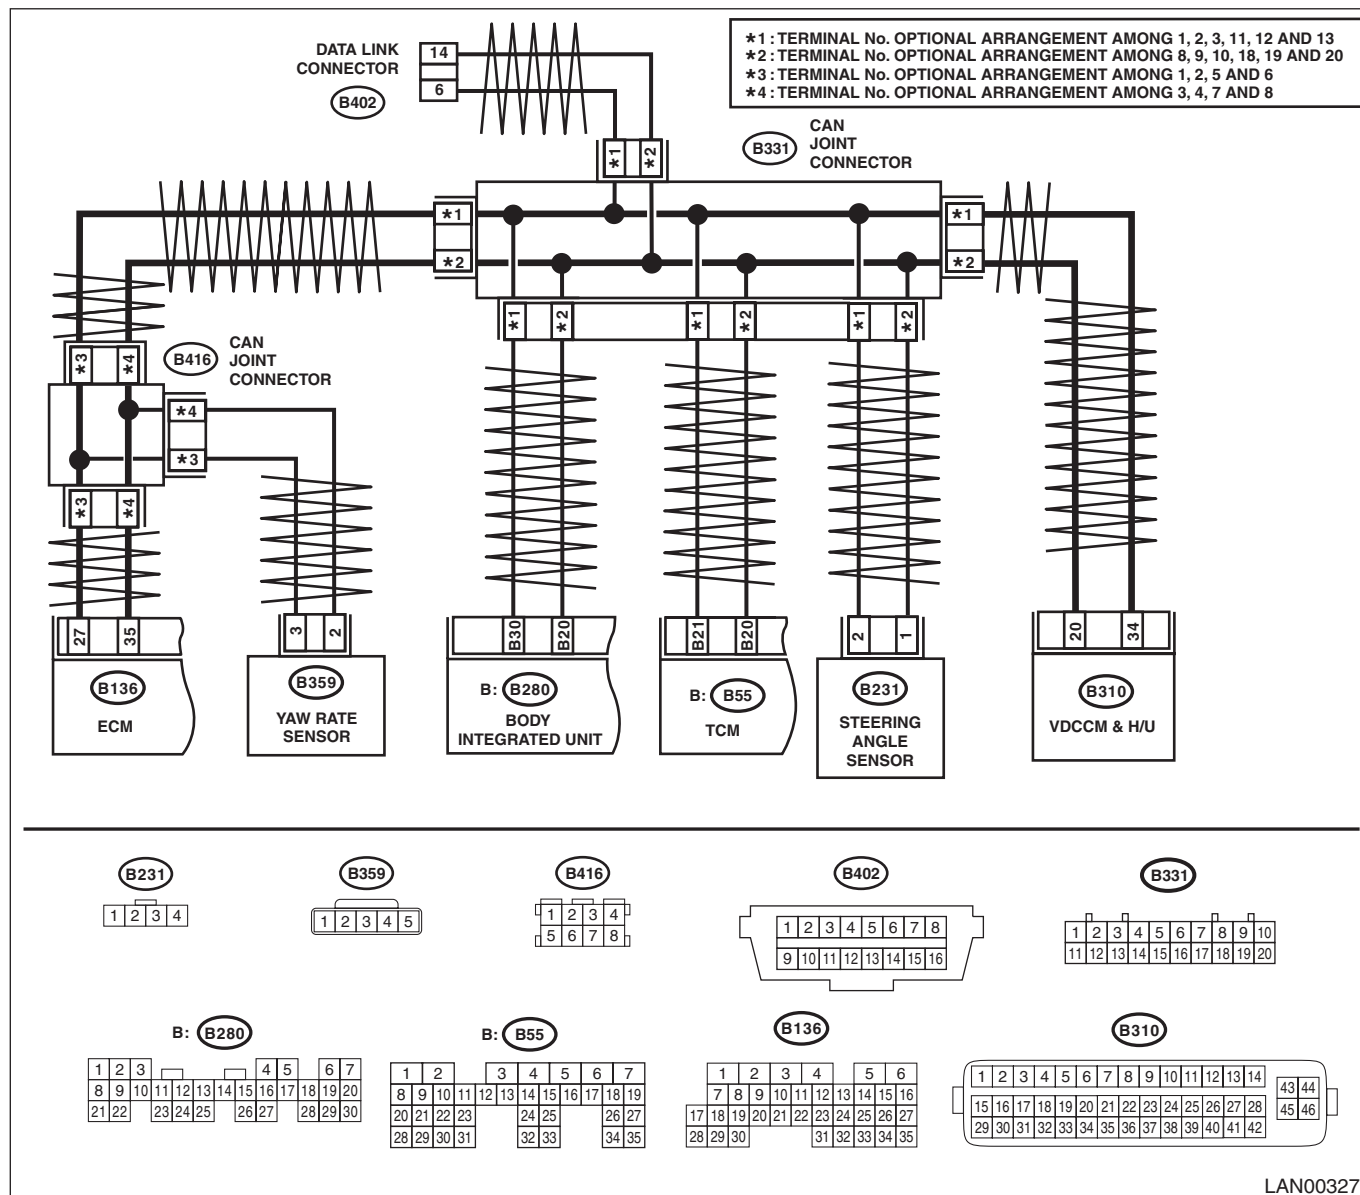 DATA LINK
CONNECTOR
B402
14
6
*1 : TERMINAL No. OPTIONAL ARRANGEMENT AMONG 1, 2, 3, 11, 12 AND 13
*2 : TERMINAL No. OPTIONAL ARRANGEMENT AMONG 8, 9, 10, 18, 19 AND 20
*3 : TERMINAL No. OPTIONAL ARRANGEMENT AMONG 1, 2, 5 AND 6
*4 : TERMINAL No. OPTIONAL ARRANGEMENT AMONG 3, 4, 7 AND 8
B331
CAN
JOINT
CONNECTOR
*1 *2
*1 *1
*2 *2
*1 *2 *1 *2 *1 *2
B416
CAN
JOINT
CONNECTOR
*3 *4
*4
*3
*3 *4
27 35
3 2
B30 B20
B21 B20
2 1
20 34
B136
ECM
B359
YAW RATE
SENSOR
B: B280
BODY
INTEGRATED UNIT
B: B55
TCM
B231
STEERING
ANGLE
SENSOR
B310
VDCCM & H/U
B231
1 2 3 4
B359
1 2 3 4 5
B416
1 2 3 4
5 6 7 8
B402
1 2 3 4 5 6 7 8
9 10 11 12 13 14 15 16
B331
1 2 3 4 5 6 7 8 9 10
11 12 13 14 15 16 17 18 19 20
B: B280
1 2 3 4 5 6 7
8 9 10 11 12 13 14 15 16 17 18 19 20
21 22 23 24 25 26 27 28 29 30
B: B55
1 2 3 4 5 6 7
8 9 10 11 12 13 14 15 16 17 18 19
20 21 22 23 24 25 26 27
28 29 30 31 32 33 34 35
B136
1 2 3 4 5 6
7 8 9 10 11 12 13 14 15 16
17 18 19 20 21 22 23 24 25 26 27
28 29 30 31 32 33 34 35
B310
1 2 3 4 5 6 7 8 9 10 11 12 13 14
15 16 17 18 19 20 21 22 23 24 25 26 27 28
29 30 31 32 33 34 35 36 37 38 39 40 41 42
43 44
45 46
LAN00327